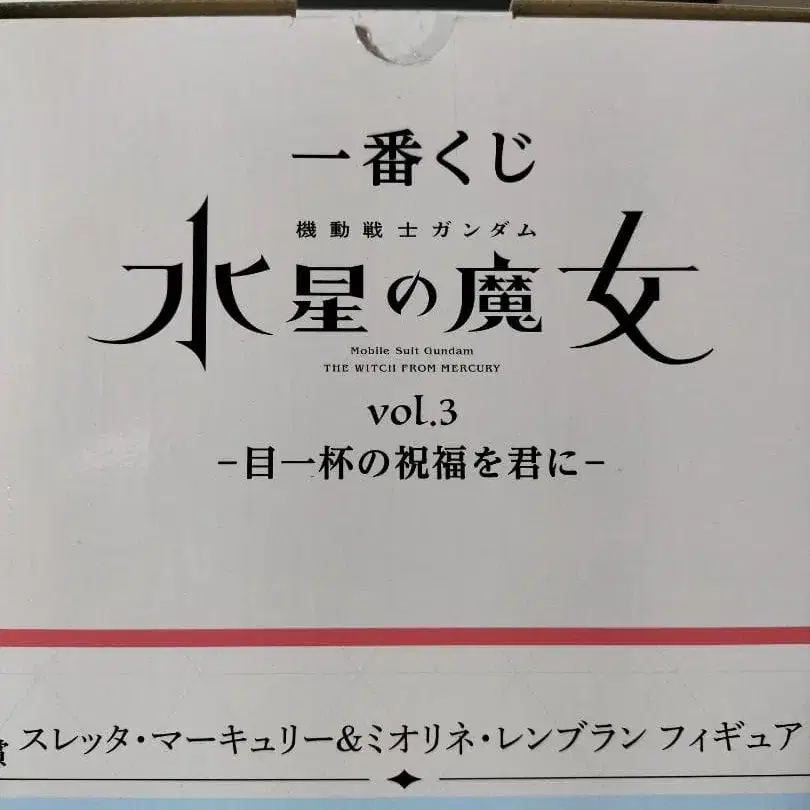 一番くじ
機動戦士ガンダム
水星の魔女
Mobile Suit Gundam
THE WITCH FROM MERCURY
vol.3
-目一杯の祝福を君に-
賞 スレッタ・マーキュリー&ミオリネ・レンブラン フィギュア